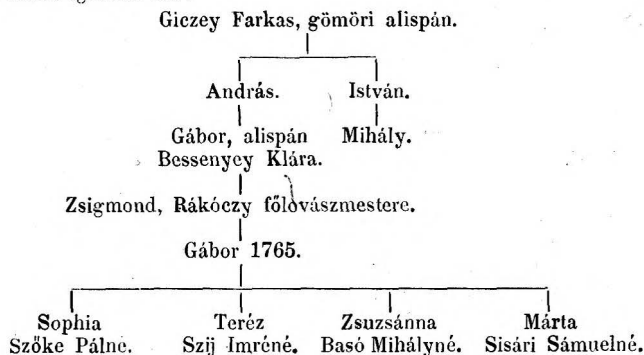 Giczey Farkas, gömöri alispán.
András. István.
Gábor, alispán Mihály.
Bessenyey Klára.
Zsigmond, Rákóczy főlovászmestere.
Gábor 1765.
Sophia Teréz Zsuzsánna Márta
Szőke Pálné. Szij Imréné. Basó Mihályné. Sisári Sámuelné.